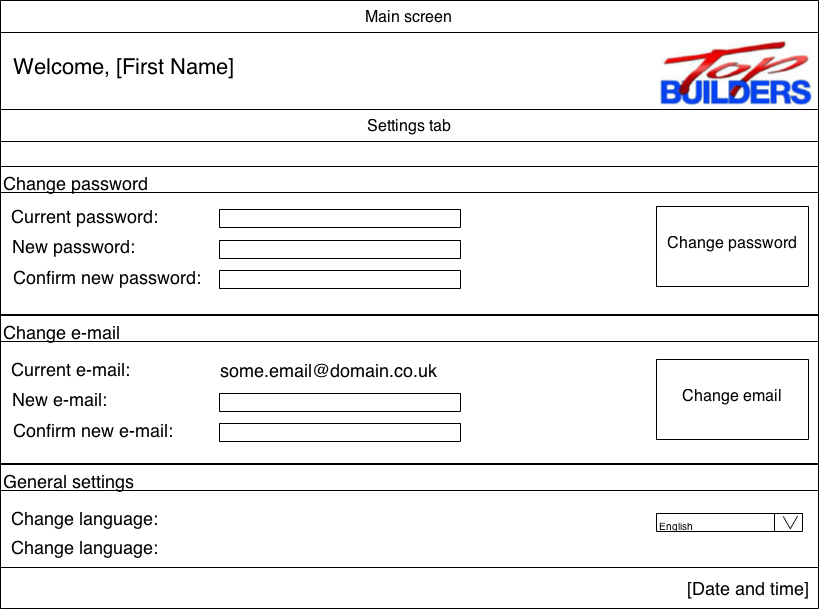 Main screen
Welcome, [First Name]
Top
BUILDERS
Settings tab
Change password
Current password:
New password:
Confirm new password:
Change password
Change e-mail
Current e-mail: some.email@domain.co.uk
New e-mail:
Confirm new e-mail:
Change email
General settings
Change language: English
Change language:
[Date and time]